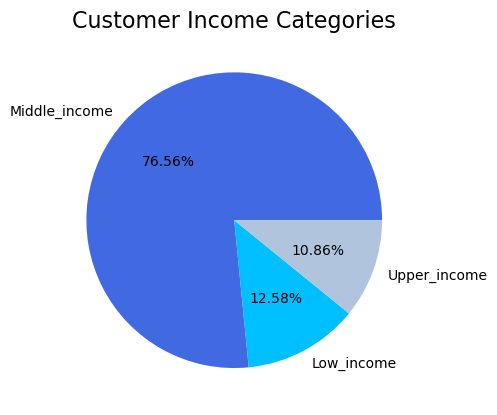 Customer Income Categories
Middle_income
76.56%
10.86%
Upper_income
12.58%
Low_income